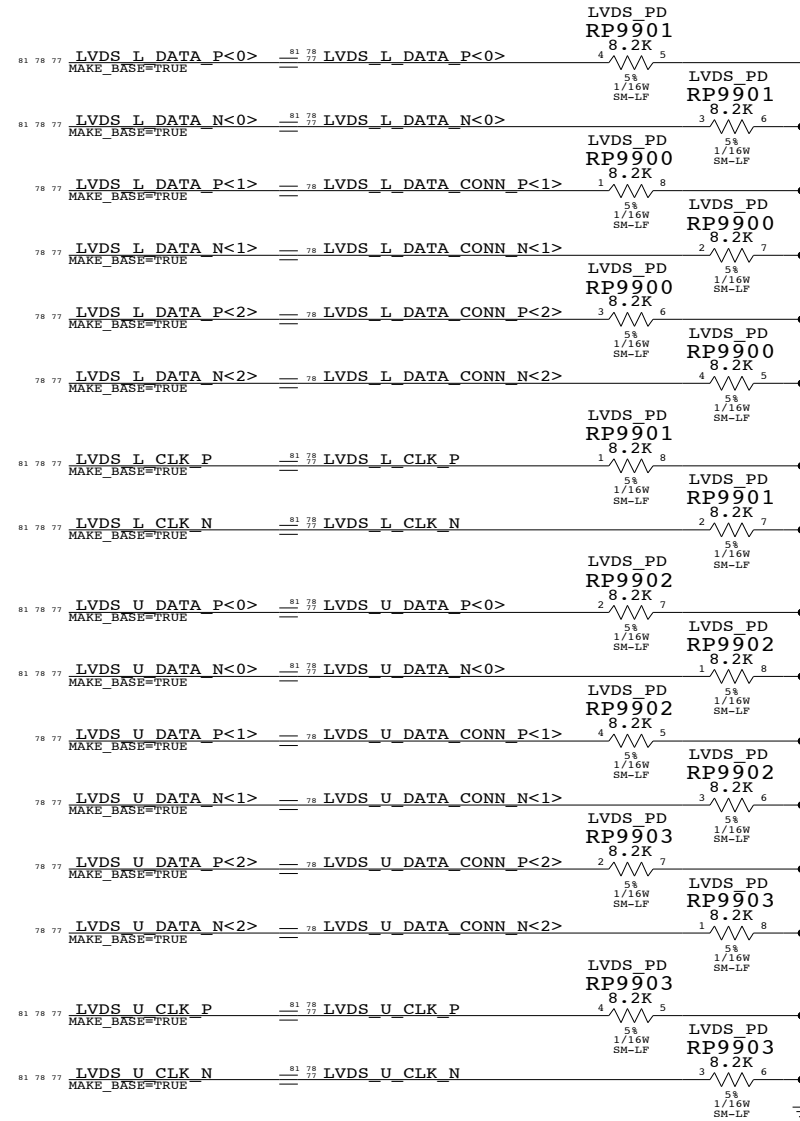 LVDS_PD
RP9901
8.2K
81 78 77 LVDS_L_DATA_P<0> 81 78 77 LVDS_L_DATA_P<0> 4 5
MAKE_BASE=TRUE
5%
1/16W
SM-LF
LVDS_PD
RP9901
8.2K
81 78 77 LVDS_L_DATA_N<0> 81 78 77 LVDS_L_DATA_N<0> 3 6
MAKE_BASE=TRUE
5%
1/16W
SM-LF
LVDS_PD
RP9900
8.2K
78 77 LVDS_L_DATA_P<1> 78 LVDS_L_DATA_CONN_P<1> 1 8
MAKE_BASE=TRUE
5%
1/16W
SM-LF
LVDS_PD
RP9900
8.2K
78 77 LVDS_L_DATA_N<1> 78 LVDS_L_DATA_CONN_N<1> 2 7
MAKE_BASE=TRUE
5%
1/16W
SM-LF
LVDS_PD
RP9900
8.2K
78 77 LVDS_L_DATA_P<2> 78 LVDS_L_DATA_CONN_P<2> 3 6
MAKE_BASE=TRUE
5%
1/16W
SM-LF
LVDS_PD
RP9900
8.2K
78 77 LVDS_L_DATA_N<2> 78 LVDS_L_DATA_CONN_N<2> 4 5
MAKE_BASE=TRUE
5%
1/16W
SM-LF
LVDS_PD
RP9901
8.2K
81 78 77 LVDS_L_CLK_P 81 78 77 LVDS_L_CLK_P 1 8
MAKE_BASE=TRUE
5%
1/16W
SM-LF
LVDS_PD
RP9901
8.2K
81 78 77 LVDS_L_CLK_N 81 78 77 LVDS_L_CLK_N 2 7
MAKE_BASE=TRUE
5%
1/16W
SM-LF
LVDS_PD
RP9902
8.2K
81 78 77 LVDS_U_DATA_P<0> 81 78 77 LVDS_U_DATA_P<0> 2 7
MAKE_BASE=TRUE
5%
1/16W
SM-LF
LVDS_PD
RP9902
8.2K
81 78 77 LVDS_U_DATA_N<0> 81 78 77 LVDS_U_DATA_N<0> 1 8
MAKE_BASE=TRUE
5%
1/16W
SM-LF
LVDS_PD
RP9902
8.2K
78 77 LVDS_U_DATA_P<1> 78 LVDS_U_DATA_CONN_P<1> 4 5
MAKE_BASE=TRUE
5%
1/16W
SM-LF
LVDS_PD
RP9902
8.2K
78 77 LVDS_U_DATA_N<1> 78 LVDS_U_DATA_CONN_N<1> 3 6
MAKE_BASE=TRUE
5%
1/16W
SM-LF
LVDS_PD
RP9903
8.2K
78 77 LVDS_U_DATA_P<2> 78 LVDS_U_DATA_CONN_P<2> 2 7
MAKE_BASE=TRUE
5%
1/16W
SM-LF
LVDS_PD
RP9903
8.2K
78 77 LVDS_U_DATA_N<2> 78 LVDS_U_DATA_CONN_N<2> 1 8
MAKE_BASE=TRUE
5%
1/16W
SM-LF
LVDS_PD
RP9903
8.2K
81 78 77 LVDS_U_CLK_P 81 78 77 LVDS_U_CLK_P 4 5
MAKE_BASE=TRUE
5%
1/16W
SM-LF
LVDS_PD
RP9903
8.2K
81 78 77 LVDS_U_CLK_N 81 78 77 LVDS_U_CLK_N 3 6
MAKE_BASE=TRUE
5%
1/16W
SM-LF